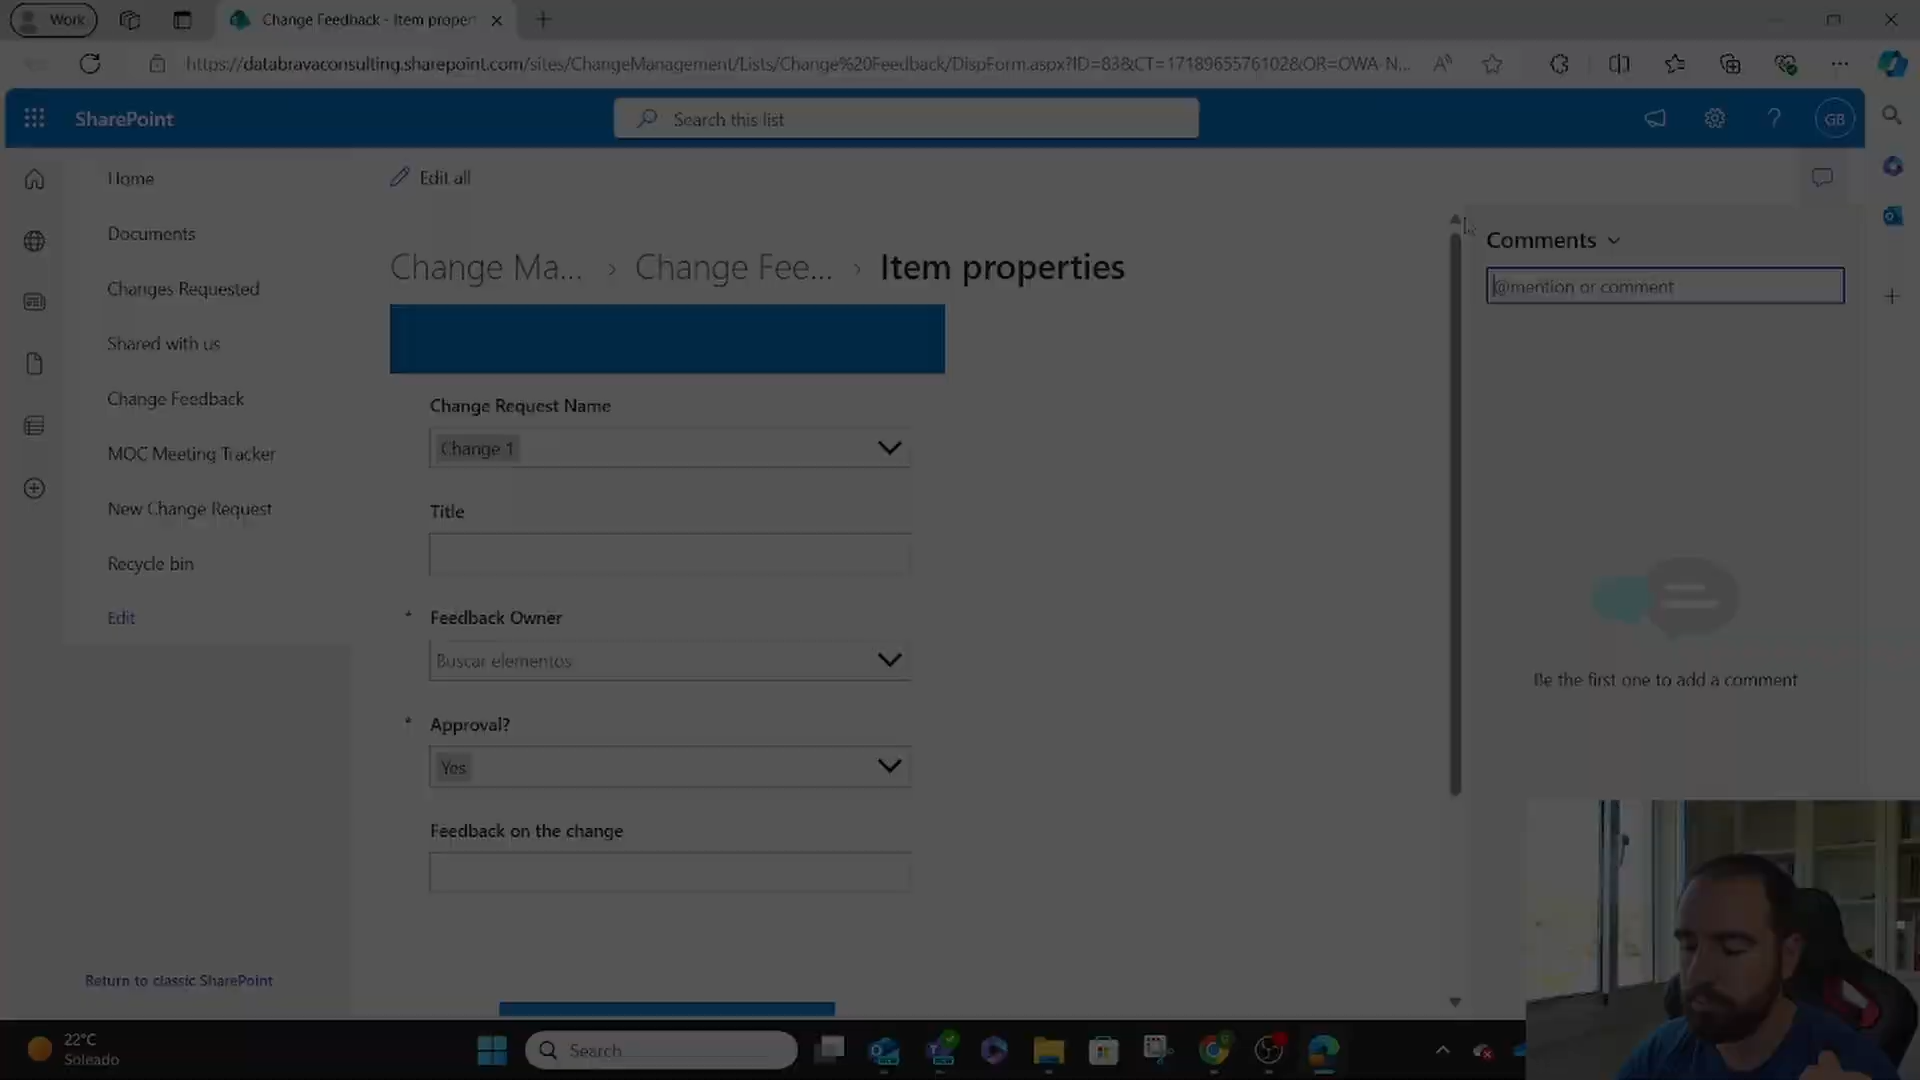 Work
Change Feedback - Item proper
https://databravaconsulting.sharepoint.com/sites/ChangeManagement/Lists/Change%20Feedback/DispForm.aspx?ID=83&CT=1718965576102&OR=OWA-N...
SharePoint
Search this list
GB
Home
Documents
Changes Requested
Shared with us
Change Feedback
MOC Meeting Tracker
New Change Request
Recycle bin
Edit
Return to classic SharePoint
Edit all
Change Ma... > Change Fee... > Item properties
Change Request Name
Change 1
Title
* Feedback Owner
Buscar elementos
* Approval?
Yes
Feedback on the change
Comments
@mention or comment
Be the first one to add a comment
22°C
Soleado
Search